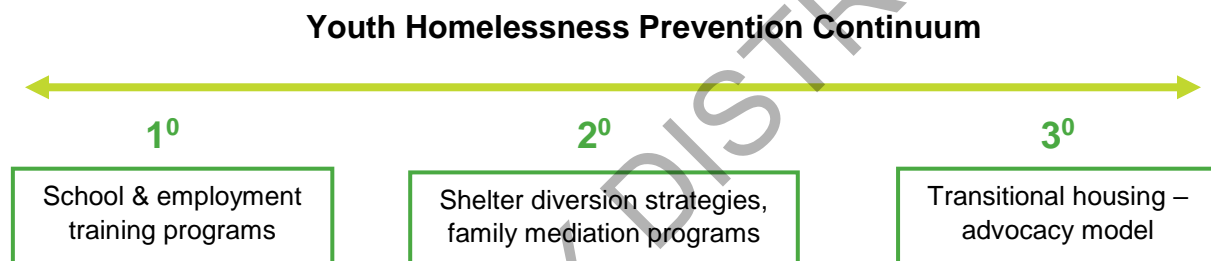 Youth Homelessness Prevention Continuum
1⁰
2⁰
3⁰
School & employment
training programs
Shelter diversion strategies,
family mediation programs
Transitional housing –
advocacy model